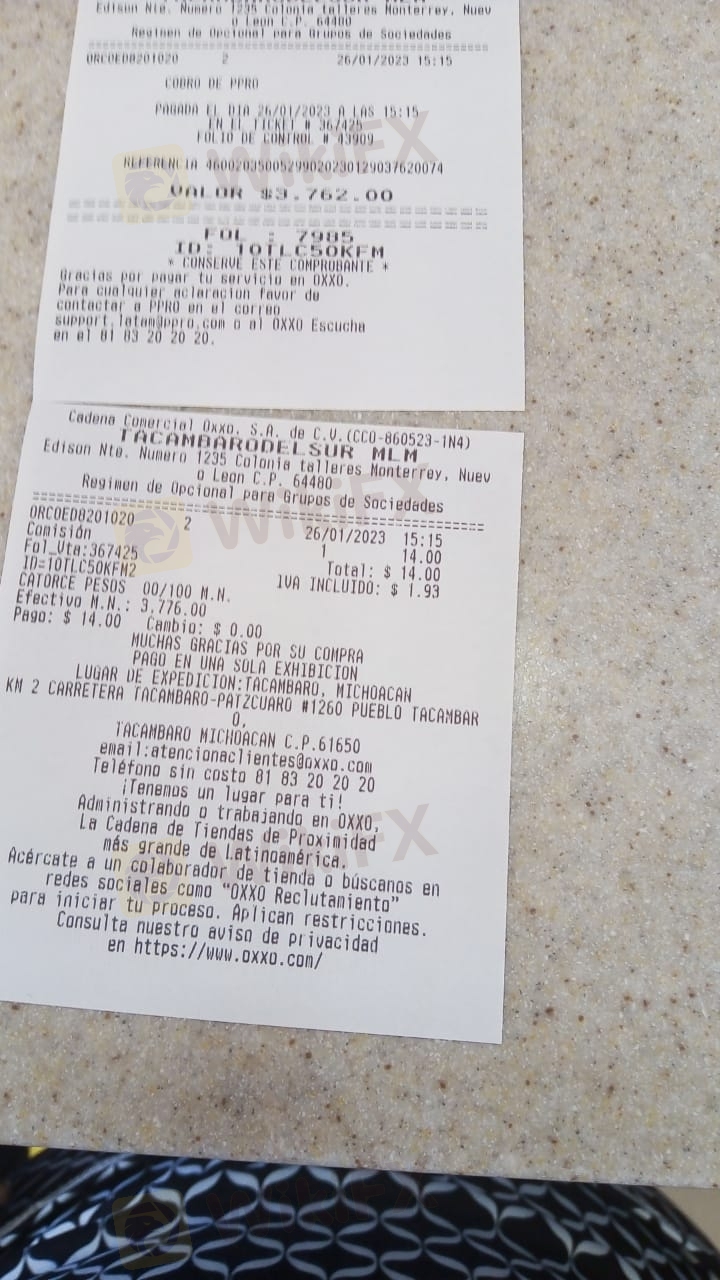 Edison Nte. Numero 1235 Colonia talleres Monterrey, Nuev
o Leon C.P. 64480
Regimen de Opcional para Grupos de Sociedades
ORCOED8201020 2 26/01/2023 15:15
COBRO DE PPRO
PAGADA EL DIA 26/01/2023 A LAS 15:15
EN EL TICKET # 367425
FOLIO DE CONTROL # 43909
REFERENCIA 46002035005299020230129037620074
VALOR $3.762.00
FOL : 7985
ID: 10TLC50KFM
* CONSERVE ESTE COMPROBANTE *
Gracias por pagar tu servicio en OXXO.
Para cualquier aclaracion favor de
contactar a PPRO en el correo
support.latam@ppro.com o al OXXO Escucha
en el 81 83 20 20 20.
Cadena Comercial Oxxo, S.A. de C.V.(CCO-860523-1N4)
TACAMBARODELSUR MLM
Edison Nte. Numero 1235 Colonia talleres Monterrey, Nuev
o Leon C.P. 64480
Regimen de Opcional para Grupos de Sociedades
ORCOED8201020 2 26/01/2023 15:15
Comisión 1 14.00
Fol_Vta:367425 Total: $ 14.00
ID=10TLC50KFM2 IVA INCLUIDO: $ 1.93
CATORCE PESOS 00/100 M.N.
Efectivo M.N.: 3,776.00
Pago: $ 14.00 Cambio: $ 0.00
MUCHAS GRACIAS POR SU COMPRA
PAGO EN UNA SOLA EXHIBICION
LUGAR DE EXPEDICION:TACAMBARO, MICHOACAN
KM 2 CARRETERA TACAMBARO-PATZCUARO #1260 PUEBLO TACAMBAR
O,
TACAMBARO MICHOACAN C.P.61650
email:atencionaclientes@oxxo.com
Teléfono sin costo 81 83 20 20 20
¡Tenemos un lugar para ti!
Administrando o trabajando en OXXO,
La Cadena de Tiendas de Proximidad
más grande de Latinoamérica.
Acércate a un colaborador de tienda o búscanos en
redes sociales como "OXXO Reclutamiento"
para iniciar tu proceso. Aplican restricciones.
Consulta nuestro aviso de privacidad
en https://www.oxxo.com/
WikiFX
WikiFX
WikiFX
WikiFX